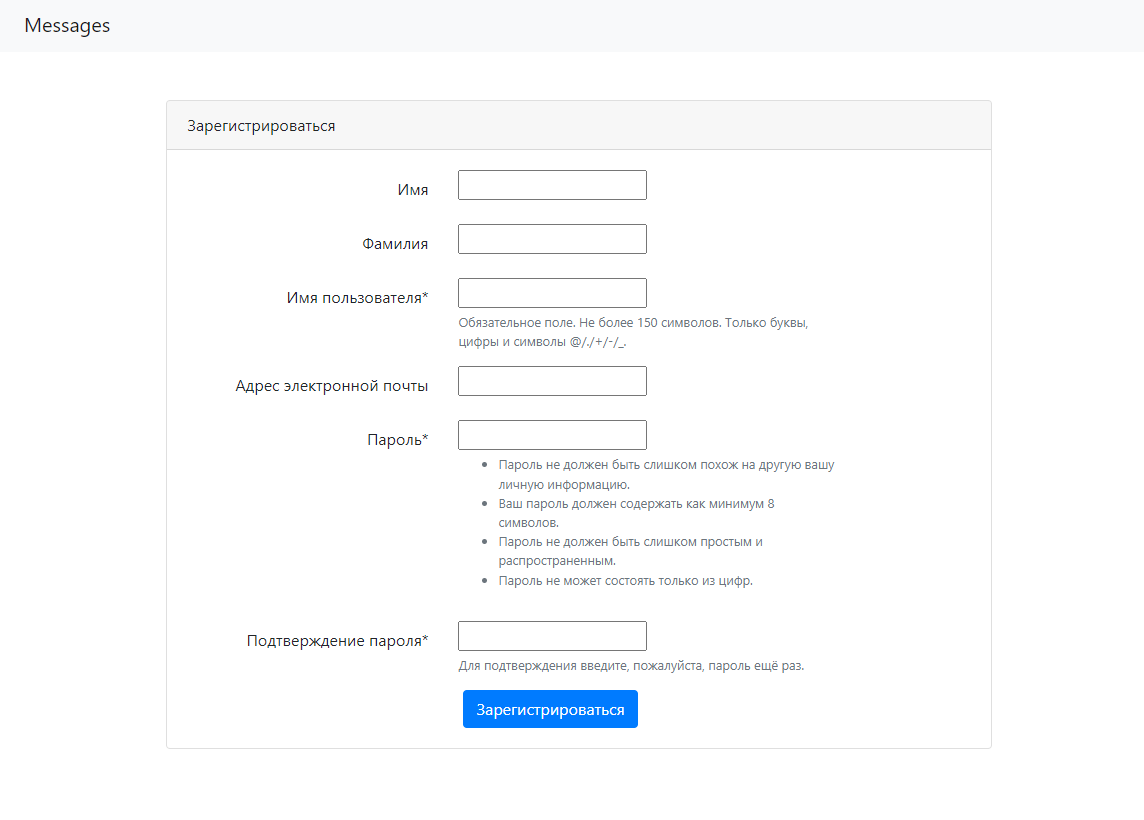 Messages
Зарегистрироваться
Имя
Фамилия
Имя пользователя*
Обязательное поле. Не более 150 символов. Только буквы,
цифры и символы @/./+/-/_.
Адрес электронной почты
Пароль*
• Пароль не должен быть слишком похож на другую вашу
личную информацию.
• Ваш пароль должен содержать как минимум 8
символов.
• Пароль не должен быть слишком простым и
распространенным.
• Пароль не может состоять только из цифр.
Подтверждение пароля*
Для подтверждения введите, пожалуйста, пароль ещё раз.
Зарегистрироваться